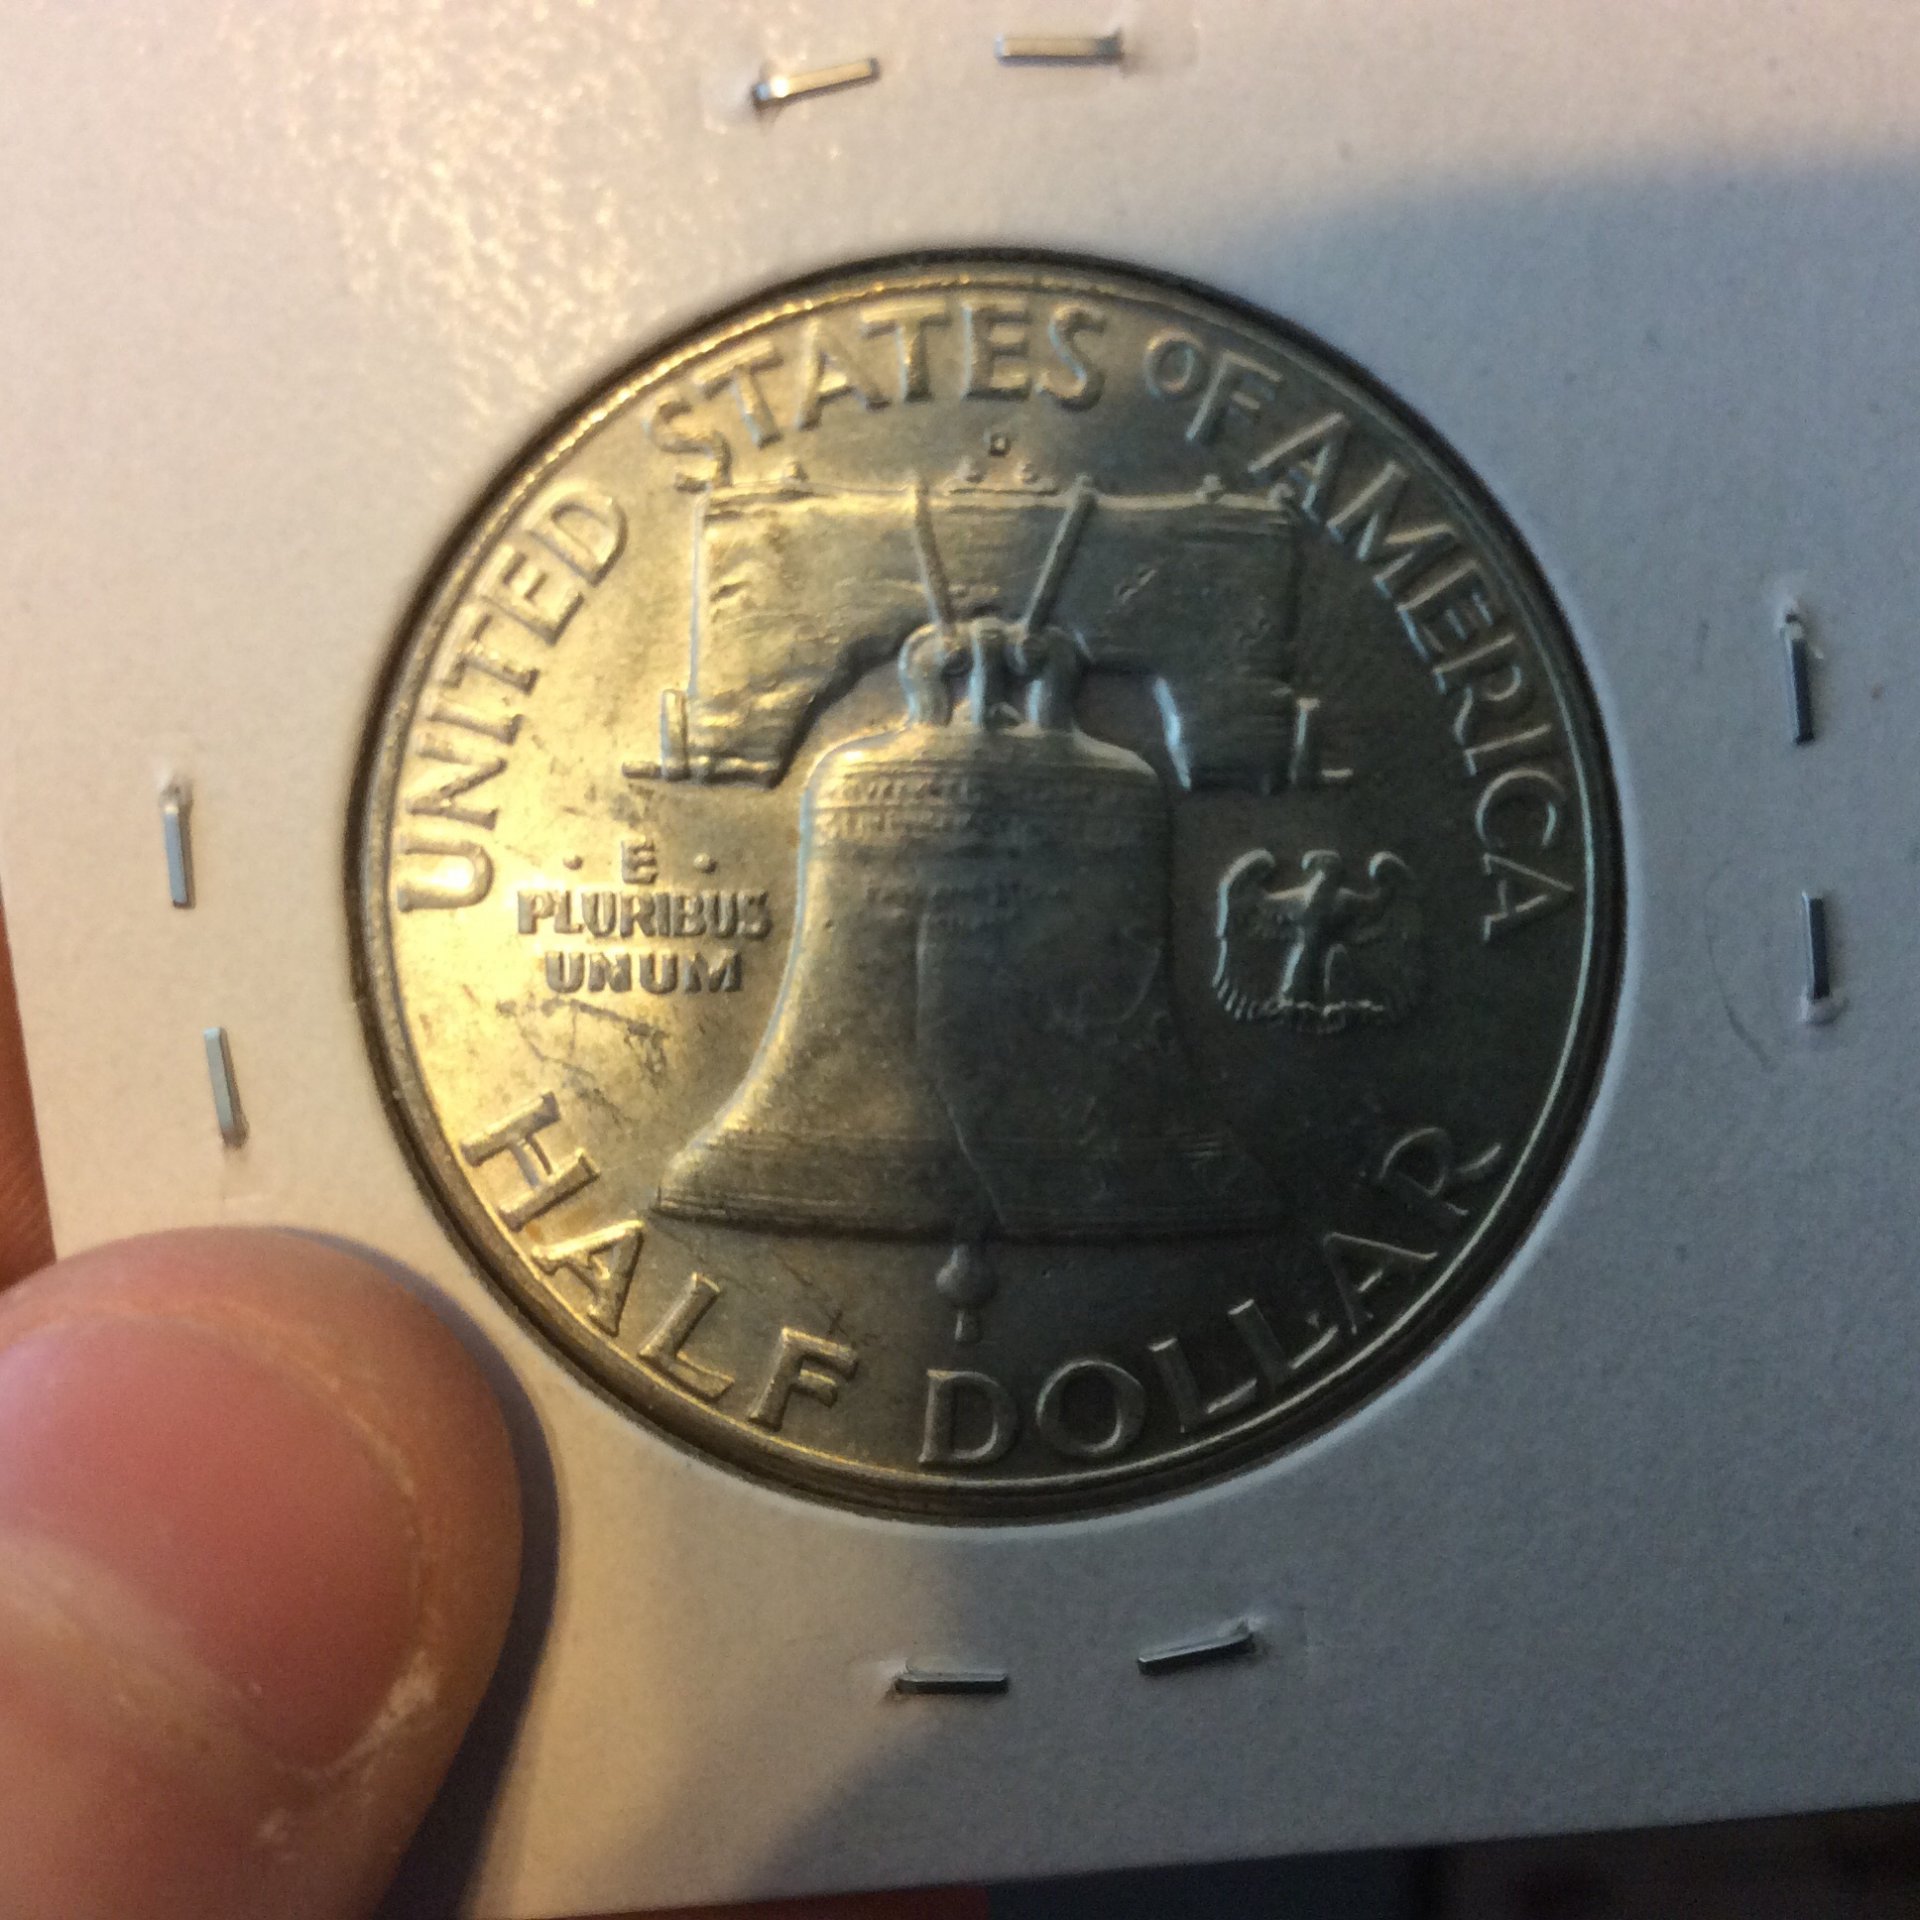 UNITED STATES OF AMERICA
D
· E ·
PLURIBUS
UNUM
HALF DOLLAR